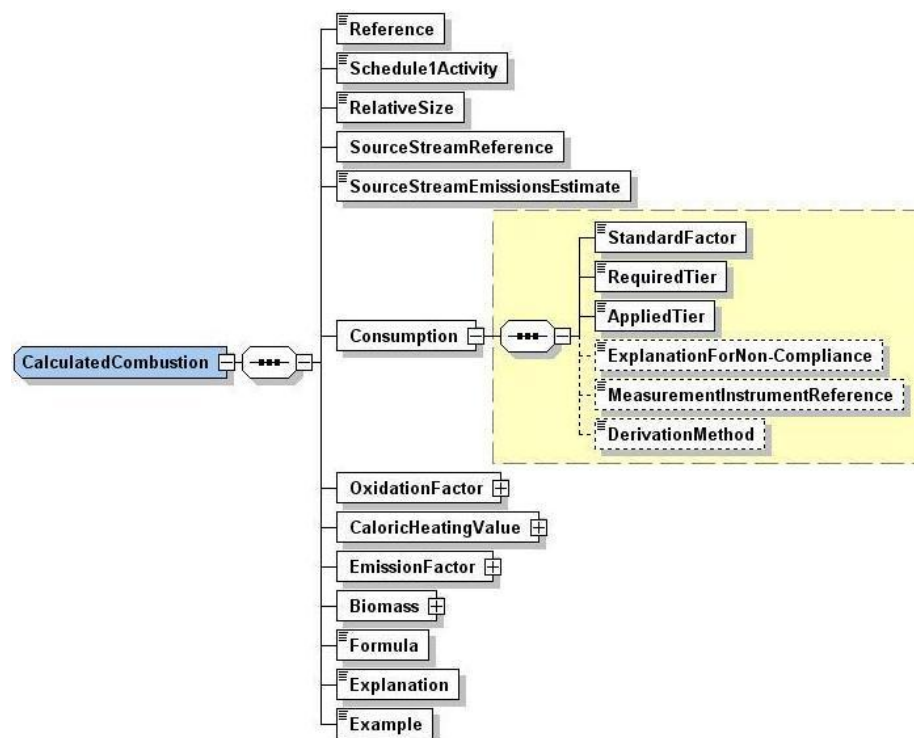 Reference
Schedule1Activity
RelativeSize
SourceStreamReference
SourceStreamEmissionsEstimate
StandardFactor
RequiredTier
AppliedTier
Consumption
ExplanationForNon-Compliance
CalculatedCombustion
MeasurementInstrumentReference
DerivationMethod
OxidationFactor
CaloricHeatingValue
EmissionFactor
Biomass
Formula
Explanation
Example